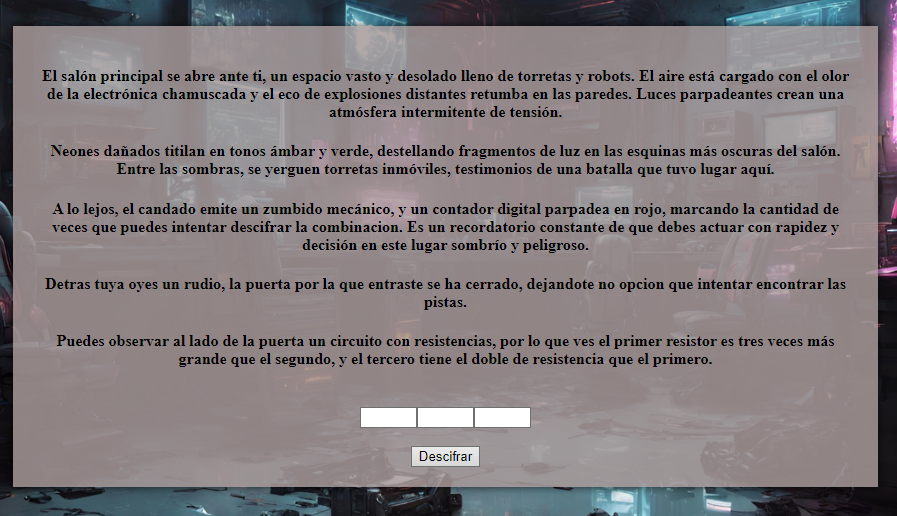 El salón principal se abre ante ti, un espacio vasto y desolado lleno de torretas y robots. El aire está cargado con el olor
de la electrónica chamuscada y el eco de explosiones distantes retumba en las paredes. Luces parpadeantes crean una
atmósfera intermitente de tensión.
Neones dañados titilan en tonos ámbar y verde, destellando fragmentos de luz en las esquinas más oscuras del salón.
Entre las sombras, se yerguen torretas inmóviles, testimonios de una batalla que tuvo lugar aquí.
A lo lejos, el candado emite un zumbido mecánico, y un contador digital parpadea en rojo, marcando la cantidad de
veces que puedes intentar descifrar la combinacion. Es un recordatorio constante de que debes actuar con rapidez y
decisión en este lugar sombrío y peligroso.
Detras tuya oyes un rudio, la puerta por la que entraste se ha cerrado, dejandote no opcion que intentar encontrar las
pistas.
Puedes observar al lado de la puerta un circuito con resistencias, por lo que ves el primer resistor es tres veces más
grande que el segundo, y el tercero tiene el doble de resistencia que el primero.
Descifrar